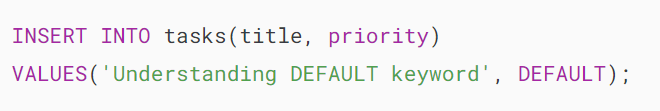 INSERT INTO tasks(title, priority)
VALUES('Understanding DEFAULT keyword', DEFAULT);